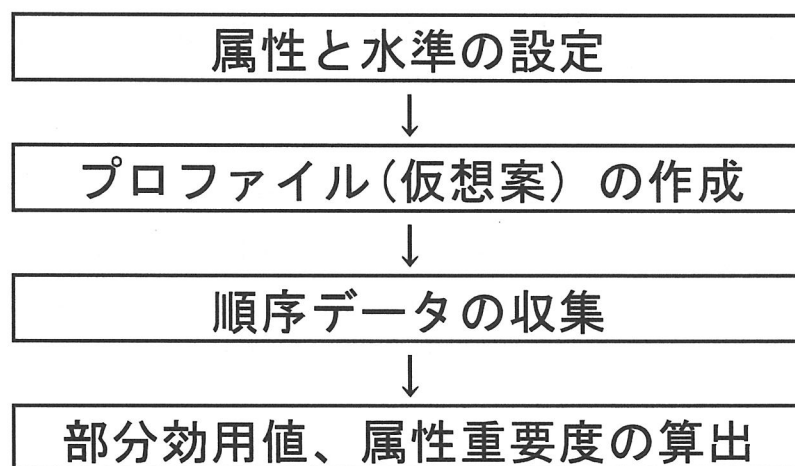 属性と水準の設定
↓
プロファイル(仮想案)の作成
↓
順序データの収集
↓
部分効用値、属性重要度の算出